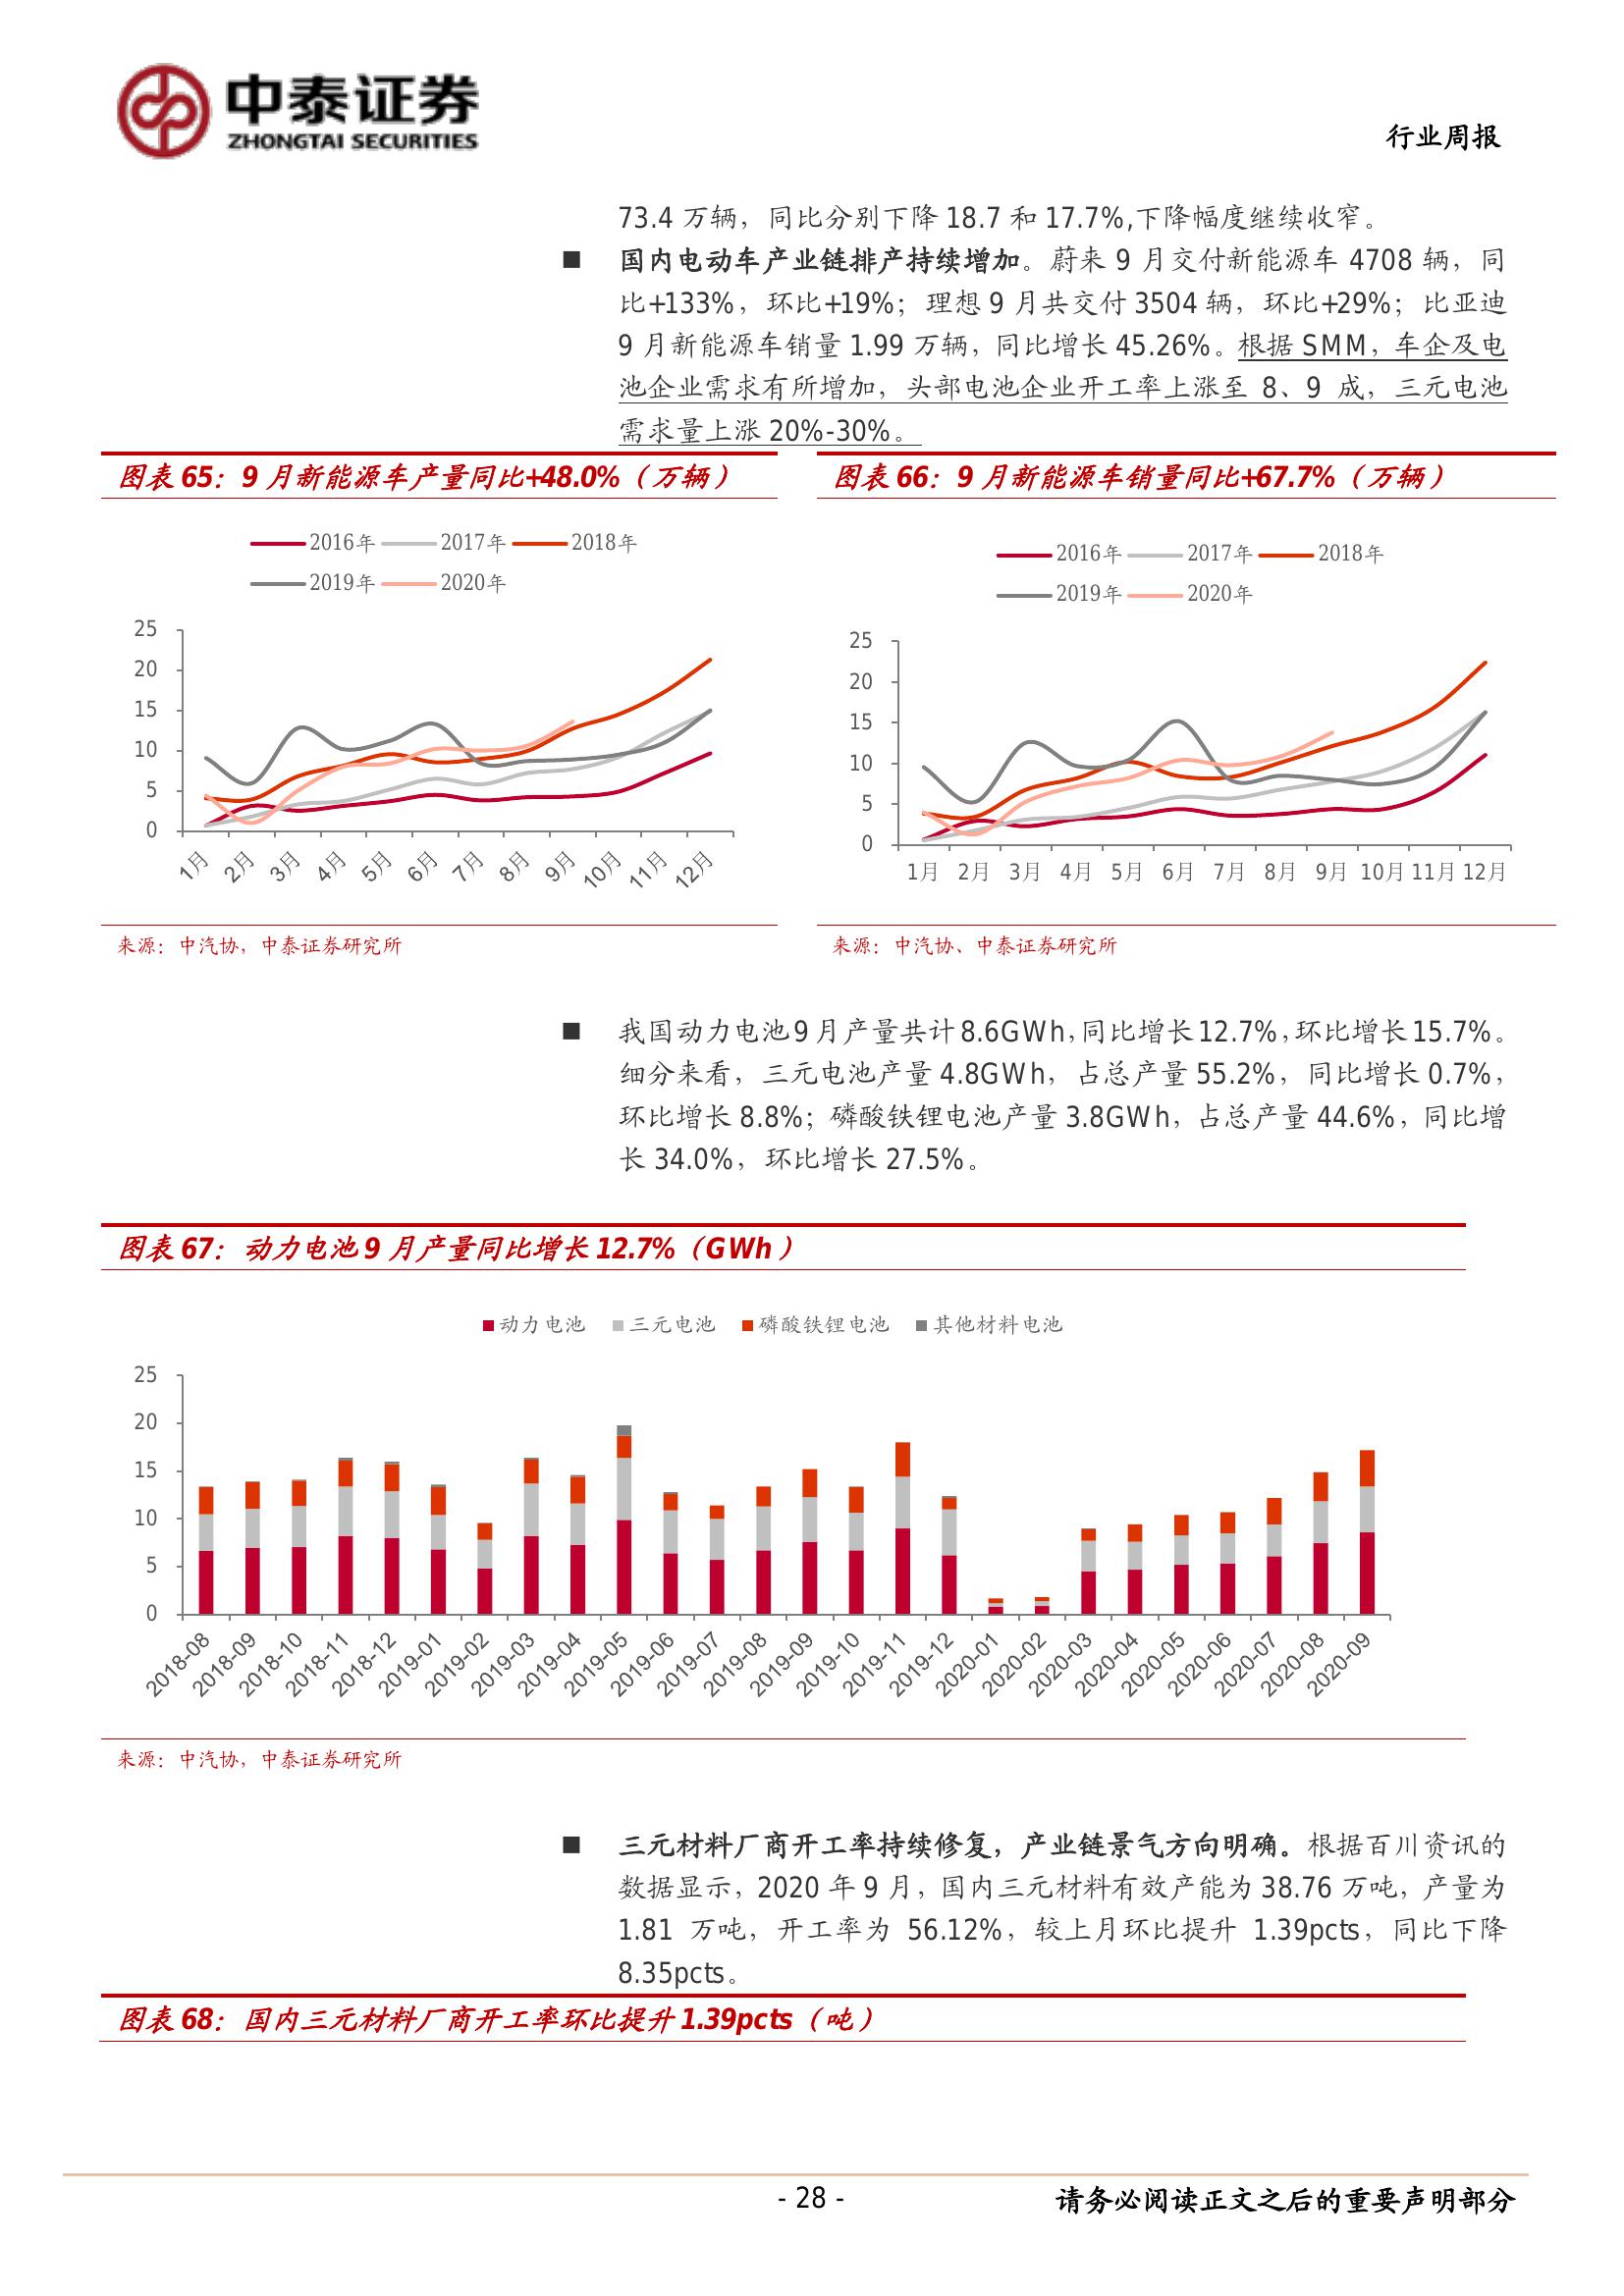 中泰证券
ZHONGTAI SECURITIES
行业周报
73.4 万辆，同比分别下降 18.7 和 17.7%,下降幅度继续收窄。
■ 国内电动车产业链排产持续增加。蔚来 9 月交付新能源车 4708 辆，同
比+133%，环比+19%；理想 9 月共交付 3504 辆，环比+29%；比亚迪
9 月新能源车销量 1.99 万辆，同比增长 45.26%。根据 SMM，车企及电
池企业需求有所增加，头部电池企业开工率上涨至 8、9 成，三元电池
需求量上涨 20%-30%。
图表 65：9 月新能源车产量同比+48.0%（万辆）
2016年 2017年 2018年
2019年 2020年
25
20
15
10
5
0
1月 2月 3月 4月 5月 6月 7月 8月 9月 10月 11月 12月
来源：中汽协，中泰证券研究所
图表 66：9 月新能源车销量同比+67.7%（万辆）
2016年 2017年 2018年
2019年 2020年
25
20
15
10
5
0
1月 2月 3月 4月 5月 6月 7月 8月 9月 10月 11月 12月
来源：中汽协、中泰证券研究所
■ 我国动力电池 9 月产量共计 8.6GWh，同比增长 12.7%，环比增长 15.7%。
细分来看，三元电池产量 4.8GWh，占总产量 55.2%，同比增长 0.7%，
环比增长 8.8%；磷酸铁锂电池产量 3.8GWh，占总产量 44.6%，同比增
长 34.0%，环比增长 27.5%。
图表 67：动力电池 9 月产量同比增长 12.7%（GWh）
动力电池 三元电池 磷酸铁锂电池 其他材料电池
25
20
15
10
5
0
2018-08 2018-09 2018-10 2018-11 2018-12 2019-01 2019-02 2019-03 2019-04 2019-05 2019-06 2019-07 2019-08 2019-09 2019-10 2019-11 2019-12 2020-01 2020-02 2020-03 2020-04 2020-05 2020-06 2020-07 2020-08 2020-09
来源：中汽协，中泰证券研究所
■ 三元材料厂商开工率持续修复，产业链景气方向明确。根据百川资讯的
数据显示，2020 年 9 月，国内三元材料有效产能为 38.76 万吨，产量为
1.81 万吨，开工率为 56.12%，较上月环比提升 1.39pcts，同比下降
8.35pcts。
图表 68：国内三元材料厂商开工率环比提升 1.39pcts（吨）
- 28 -
请务必阅读正文之后的重要声明部分